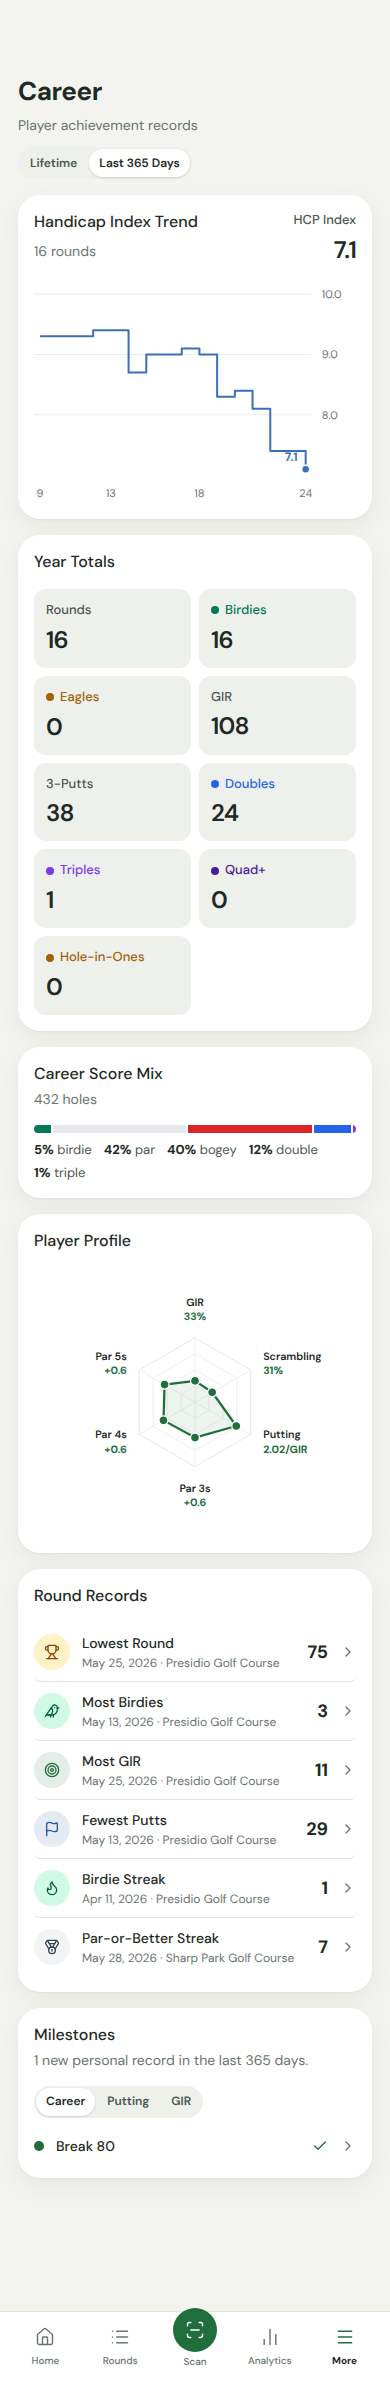 Career
Player achievement records
Lifetime Last 365 Days
Handicap Index Trend HCP Index
16 rounds 7.1
10.0
9.0
8.0
7.1
9 13 18 24
Year Totals
Rounds Birdies
16 16
Eagles GIR
0 108
3-Putts Doubles
38 24
Triples Quad+
1 0
Hole-in-Ones
0
Career Score Mix
432 holes
5% birdie 42% par 40% bogey 12% double
1% triple
Player Profile
GIR
33%
Par 5s Scrambling
+0.6 31%
Par 4s Putting
+0.6 2.02/GIR
Par 3s
+0.6
Round Records
Lowest Round 75
May 25, 2026 · Presidio Golf Course
Most Birdies 3
May 13, 2026 · Presidio Golf Course
Most GIR 11
May 25, 2026 · Presidio Golf Course
Fewest Putts 29
May 13, 2026 · Presidio Golf Course
Birdie Streak 1
Apr 11, 2026 · Presidio Golf Course
Par-or-Better Streak 7
May 28, 2026 · Sharp Park Golf Course
Milestones
1 new personal record in the last 365 days.
Career Putting GIR
Break 80
Home Rounds Scan Analytics More